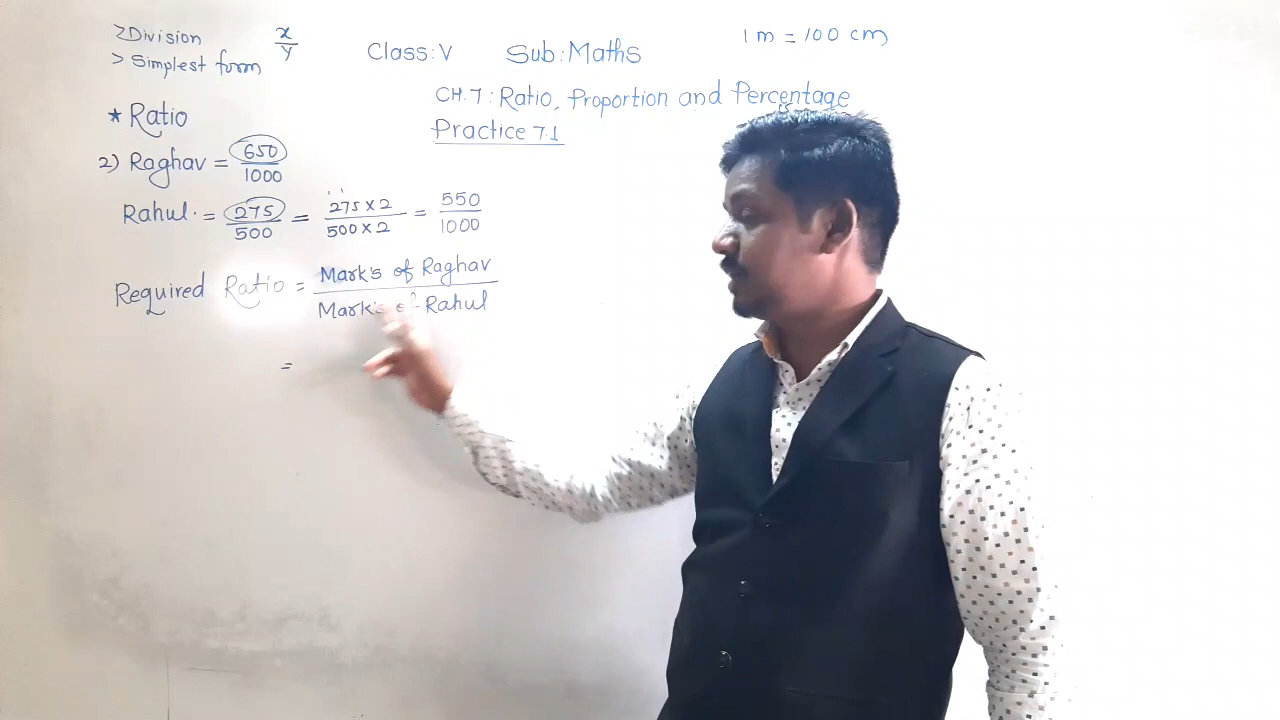 > Division
x
y
> Simplest form
Class: V Sub: Maths
1 m = 100 cm
CH. 7 : Ratio, Proportion and Percentage
Practice 7.1
★ Ratio
2) Raghav = 650/1000
Rahul. = 275/500 = 275 x 2/500 x 2 = 550/1000
Required Ratio = Mark's of Raghav/Mark's of Rahul
=